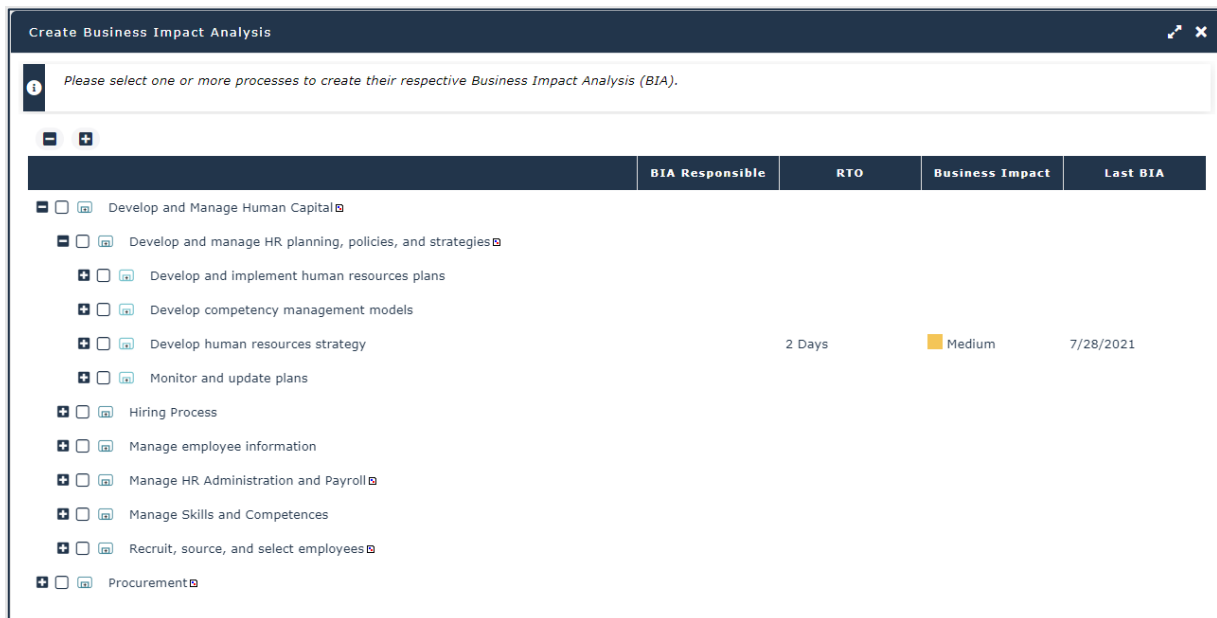 Create Business Impact Analysis
Please select one or more processes to create their respective Business Impact Analysis (BIA).
BIA Responsible RTO Business Impact Last BIA
Develop and Manage Human Capital
Develop and manage HR planning, policies, and strategies
Develop and implement human resources plans
Develop competency management models
Develop human resources strategy 2 Days Medium 7/28/2021
Monitor and update plans
Hiring Process
Manage employee information
Manage HR Administration and Payroll
Manage Skills and Competences
Recruit, source, and select employees
Procurement